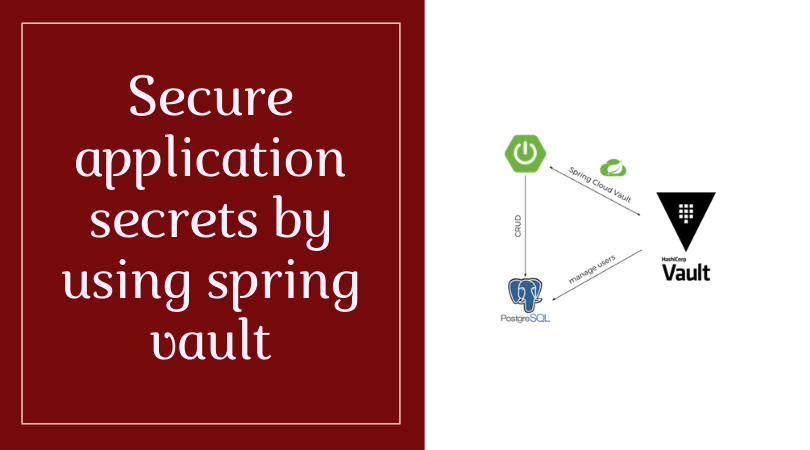 Secure
application
secrets by
using spring
vault
Spring Cloud Vault
CRUD
HashiCorp
Vault
manage users
PostgreSQL